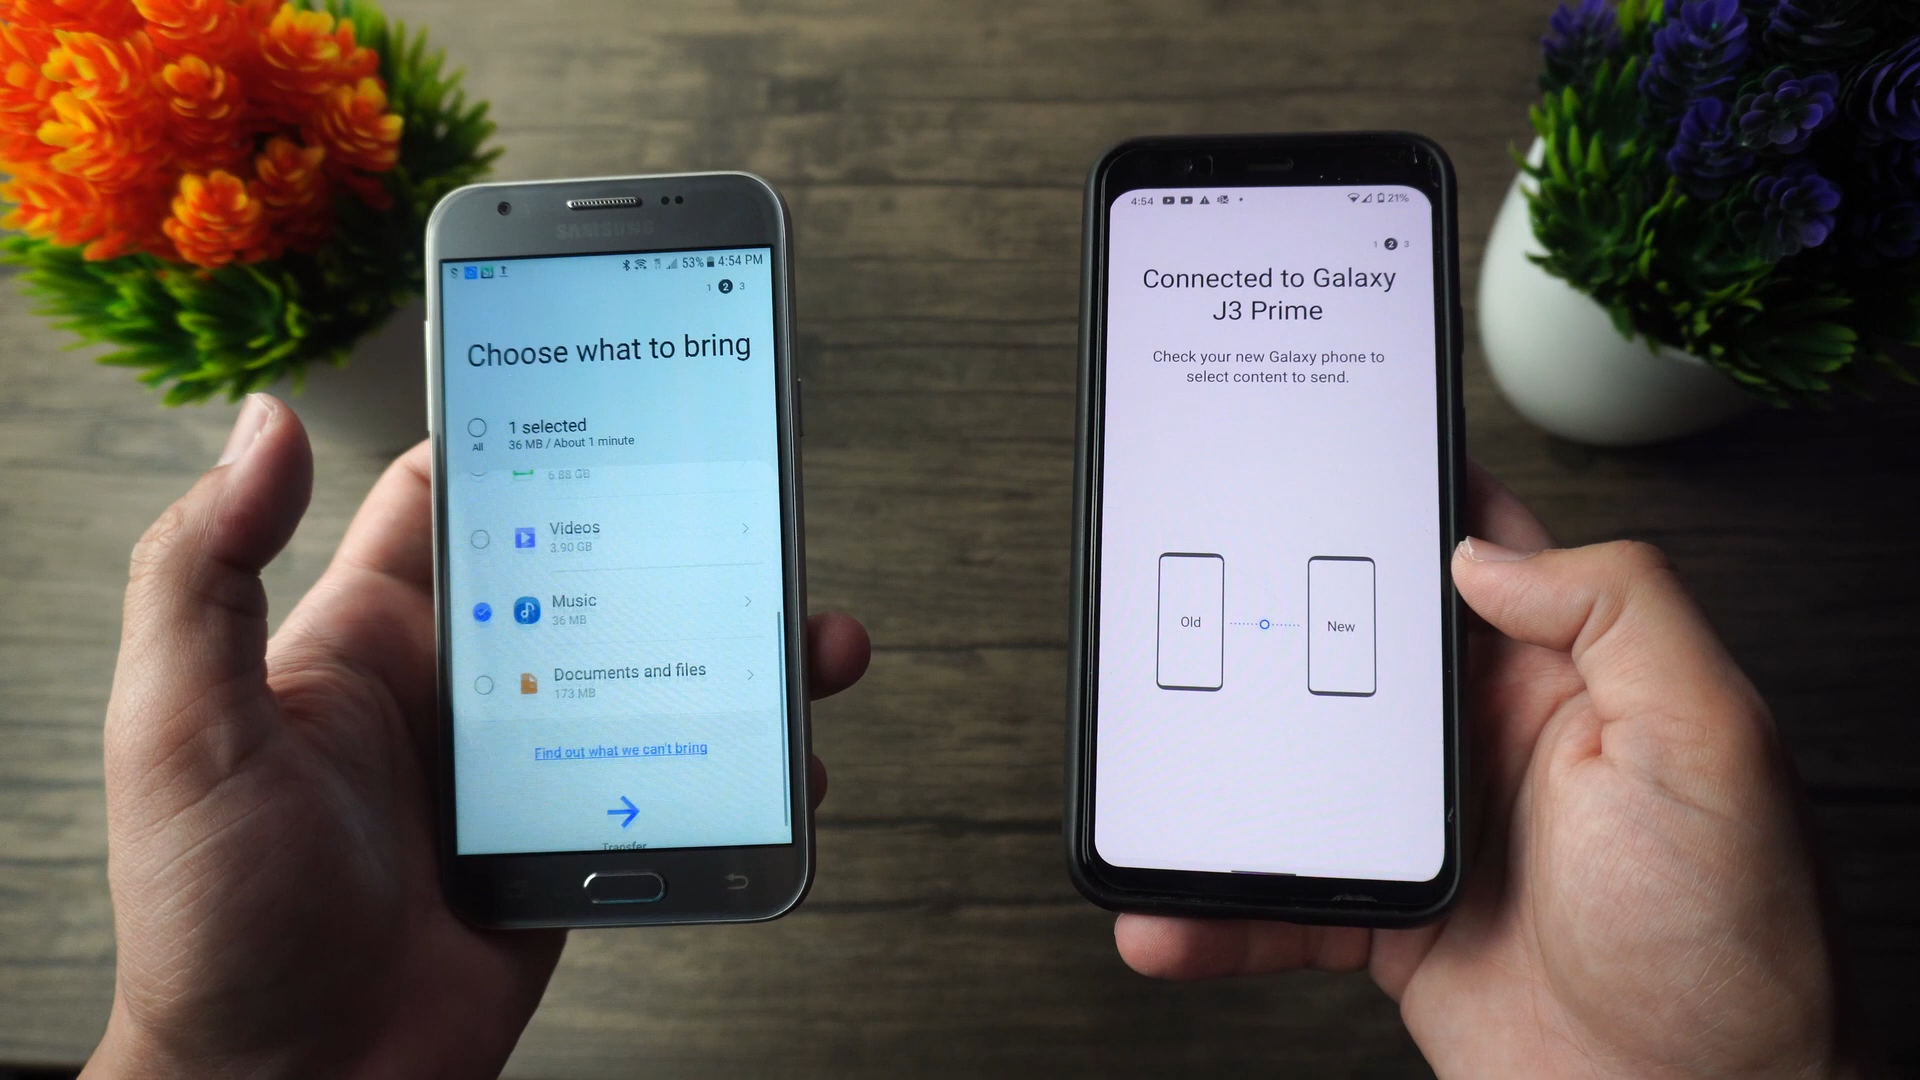 SAMSUNG
53% 4:54 PM
1 2 3
Choose what to bring
All
1 selected
36 MB / About 1 minute
6.88 GB
Videos
3.90 GB
Music
36 MB
Documents and files
173 MB
Find out what we can't bring
Transfer
4:54 21%
1 2 3
Connected to Galaxy
J3 Prime
Check your new Galaxy phone to
select content to send.
Old
New